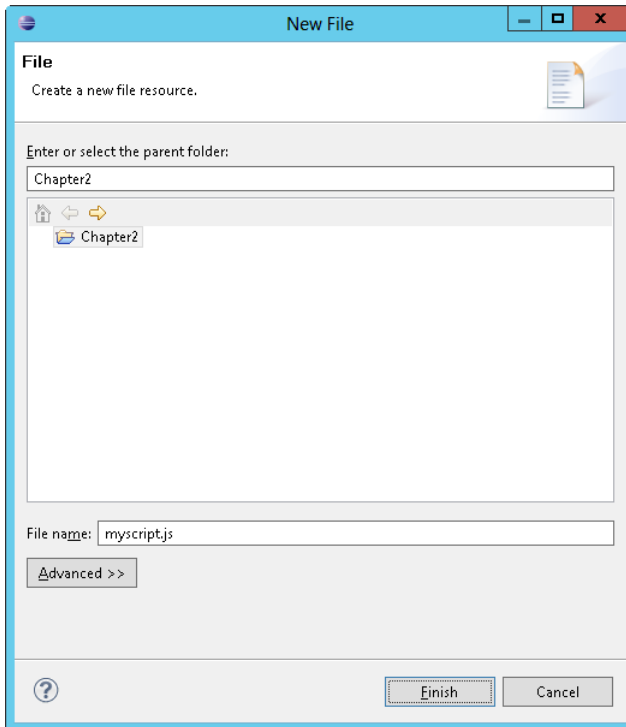 New File
File
Create a new file resource.
Enter or select the parent folder:
Chapter2
Chapter2
File name: myscript.js
Advanced >>
Finish Cancel